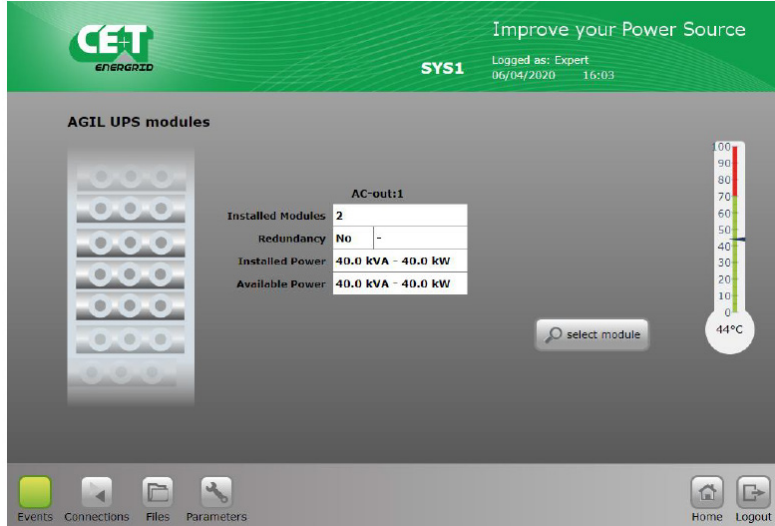 CE+T
ENERGRID
Improve your Power Source
SYS1
Logged as: Expert
06/04/2020 16:03
AGIL UPS modules
AC-out:1
Installed Modules 2
Redundancy No -
Installed Power 40.0 kVA - 40.0 kW
Available Power 40.0 kVA - 40.0 kW
select module
100
90
80
70
60
50
40
30
20
10
0
44°C
Events Connections Files Parameters Home Logout